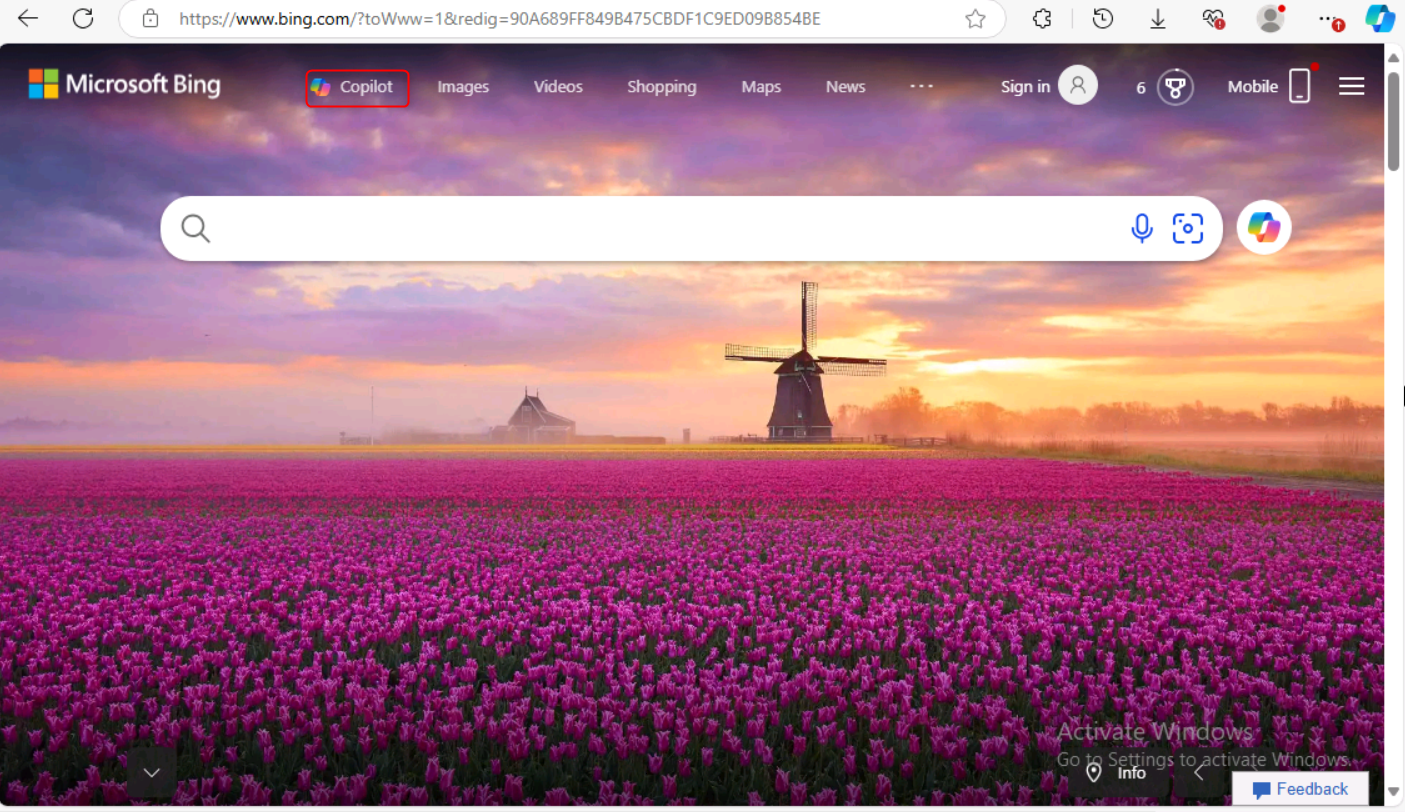 https://www.bing.com/?toWww=1&redig=90A689FF849B475CBDF1C9ED09B854BE
Microsoft Bing
Copilot
Images
Videos
Shopping
Maps
News
Sign in
6
Mobile
Activate Windows
Go to Settings to activate Windows.
Info
Feedback